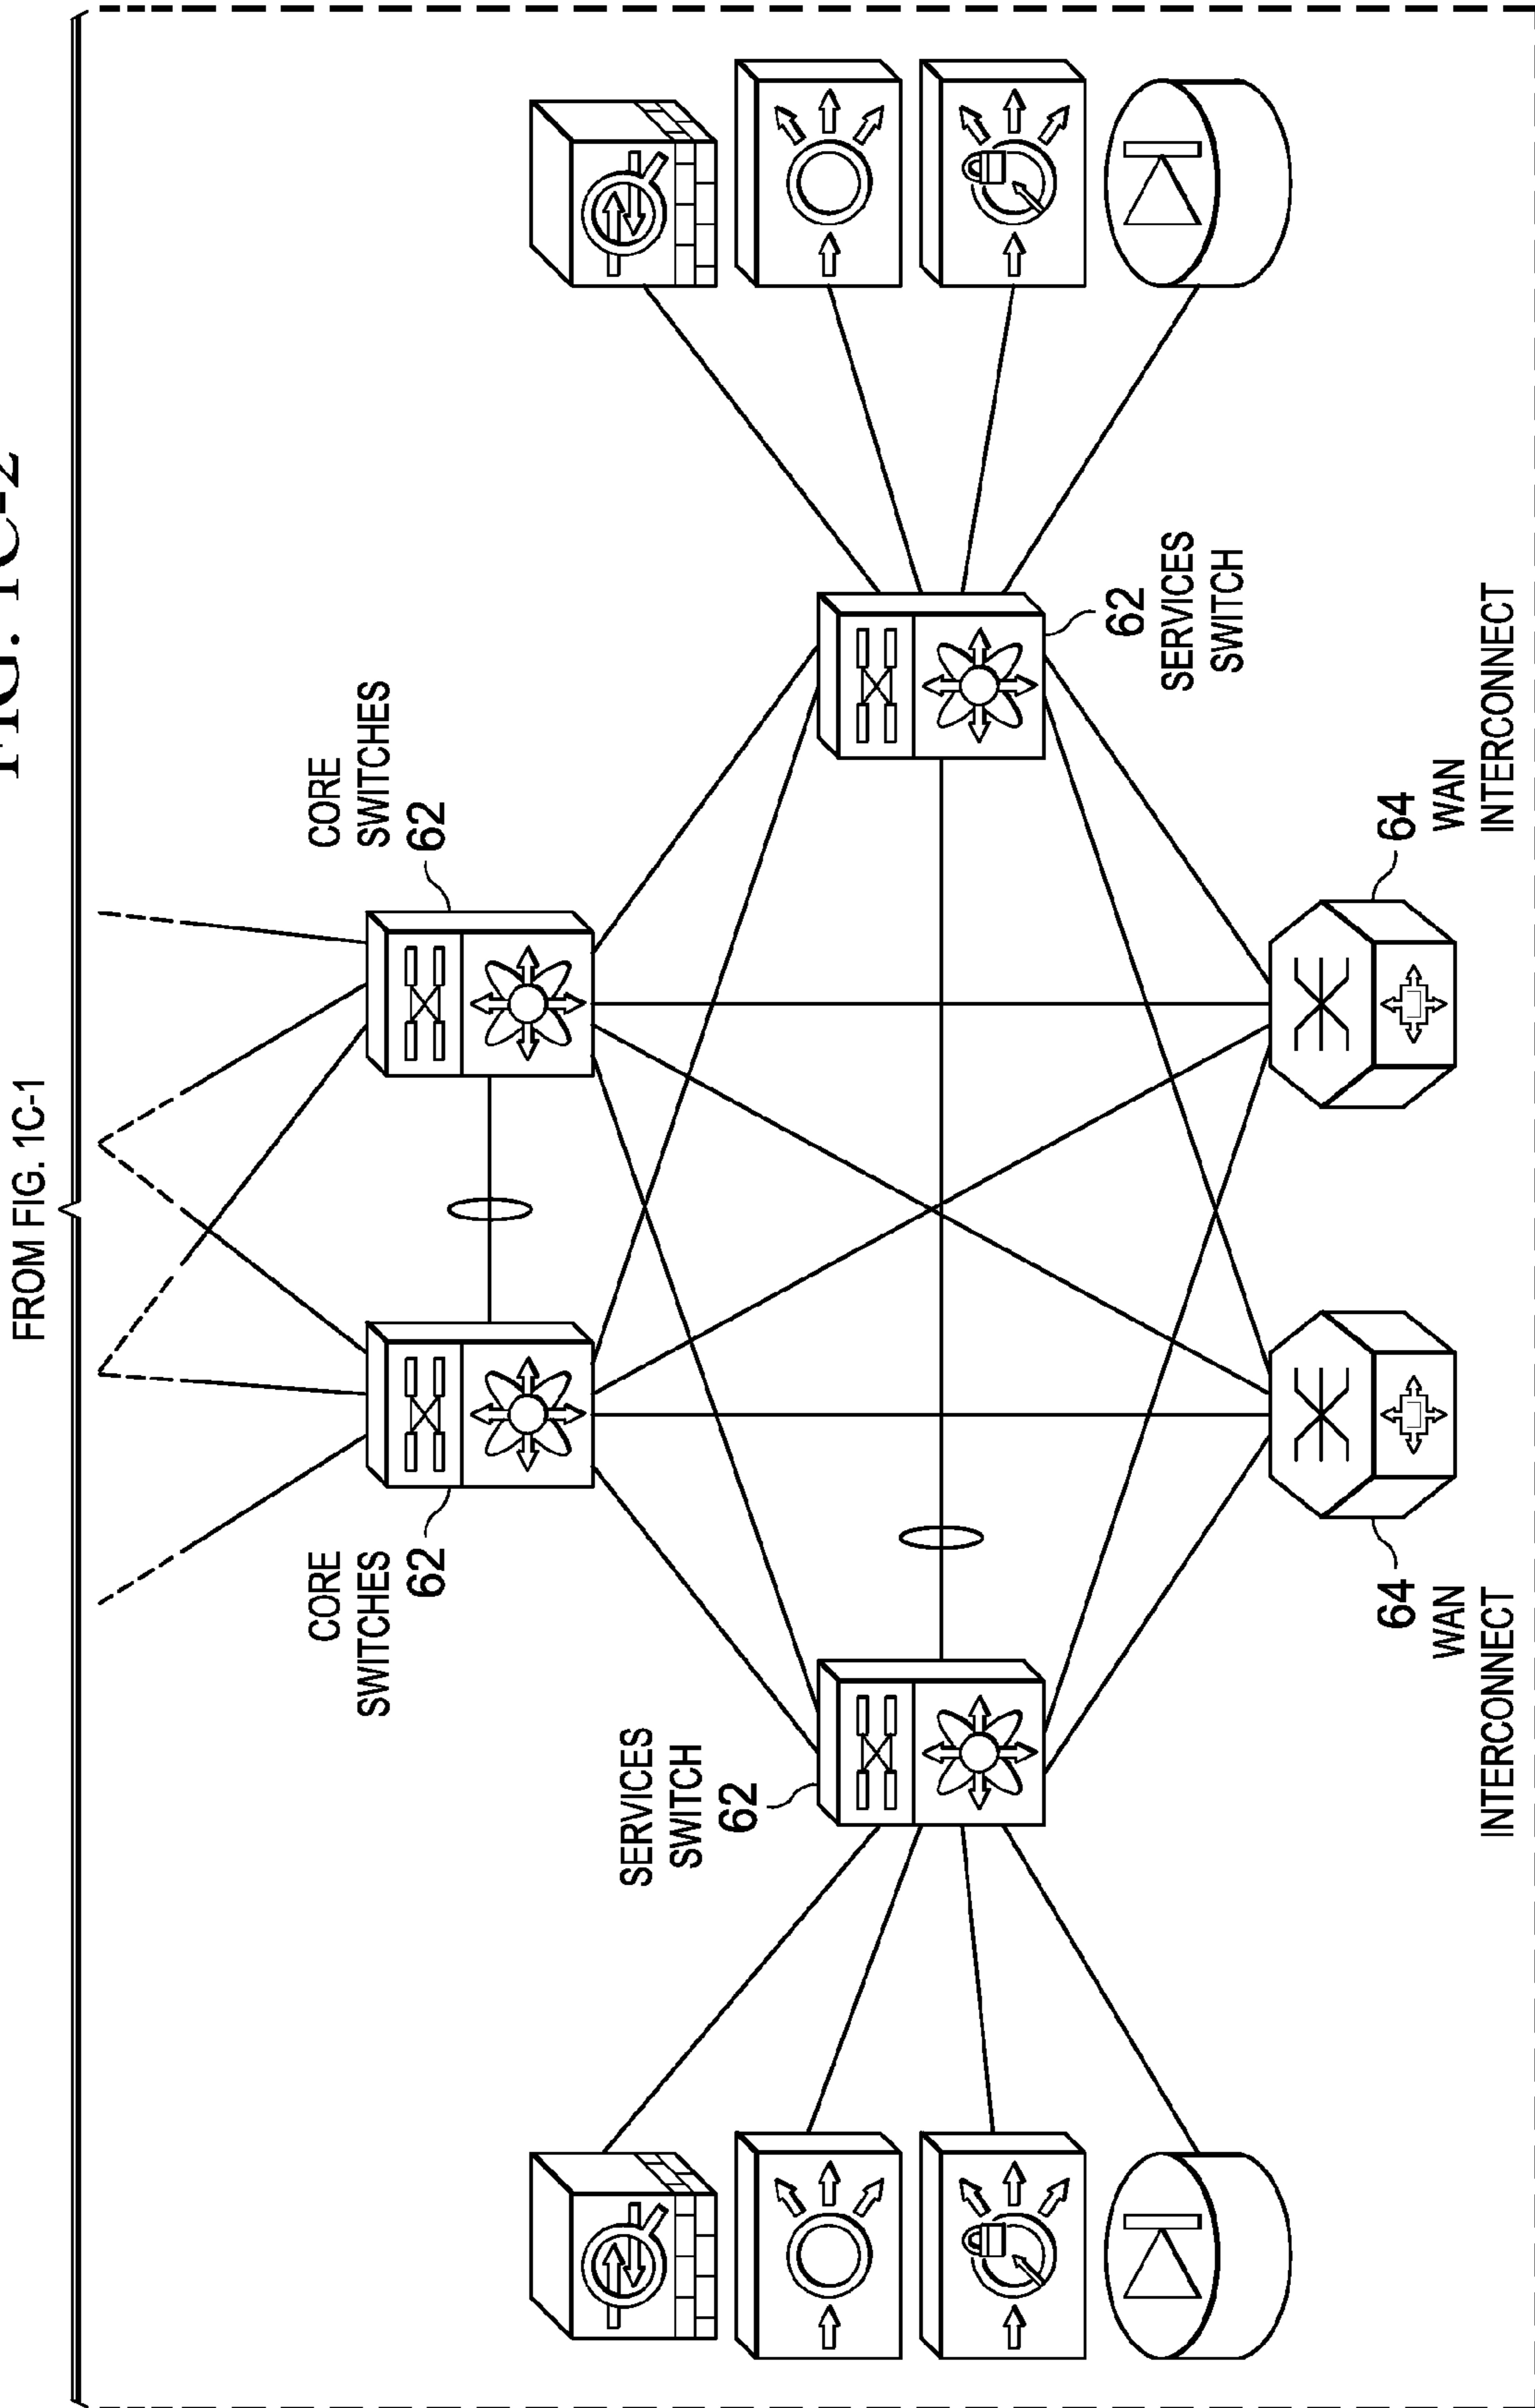 FIG. 1C-2
FROM FIG. 1C-1
CORE
SWITCHES
62
CORE
SWITCHES
62
SERVICES
SWITCH
62
62
SERVICES
SWITCH
64
WAN
INTERCONNECT
64
WAN
INTERCONNECT